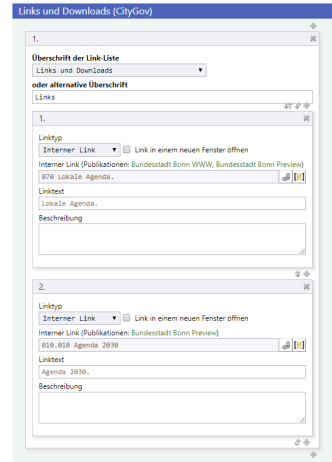 Links und Downloads (CityGov)
1.
Überschrift der Link-Liste
Links und Downloads
oder alternative Überschrift
Links
1.
Linktyp
Interner Link Link in einem neuen Fenster öffnen
Interner Link (Publikationen: Bundesstadt Bonn WWW, Bundesstadt Bonn Preview)
070 Lokale Agenda.
Linktext
Lokale Agenda.
Beschreibung
2.
Linktyp
Interner Link Link in einem neuen Fenster öffnen
Interner Link (Publikationen: Bundesstadt Bonn Preview)
010.010 Agenda 2030
Linktext
Agenda 2030.
Beschreibung